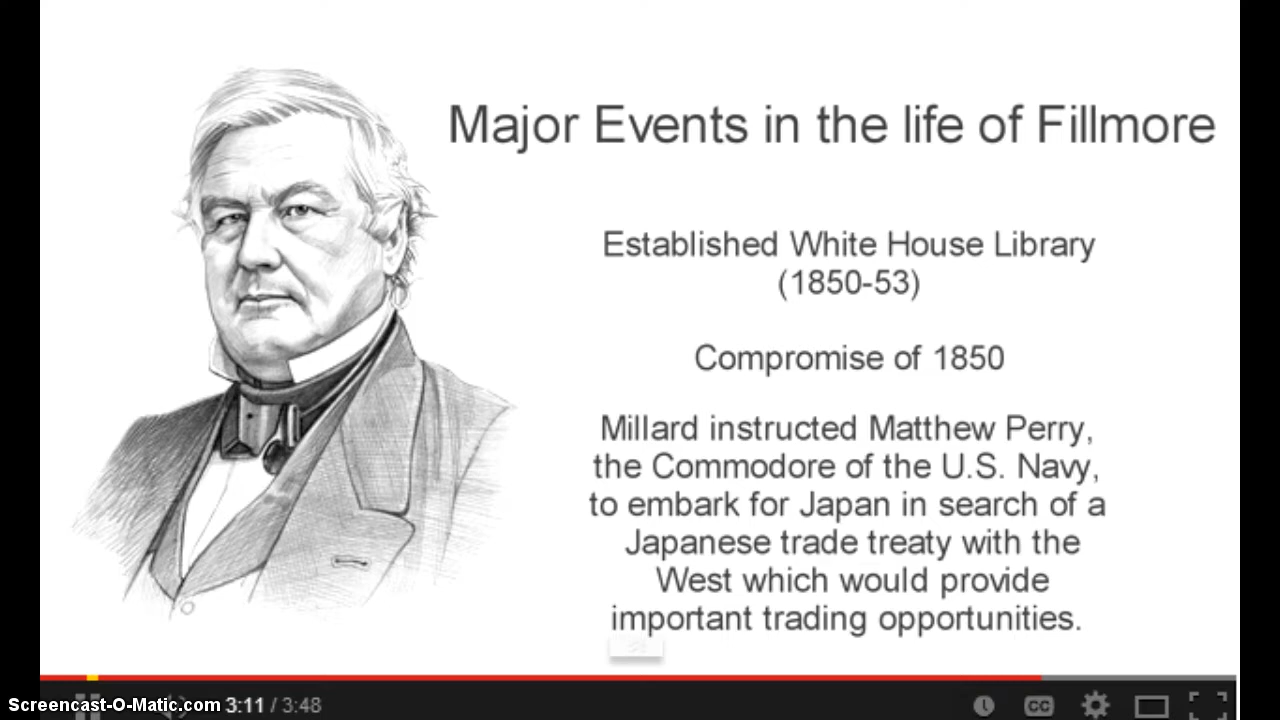 Major Events in the life of Fillmore
Established White House Library
(1850-53)
Compromise of 1850
Millard instructed Matthew Perry,
the Commodore of the U.S. Navy,
to embark for Japan in search of a
Japanese trade treaty with the
West which would provide
important trading opportunities.
Screencast-O-Matic.com 3:11 / 3:48 CC